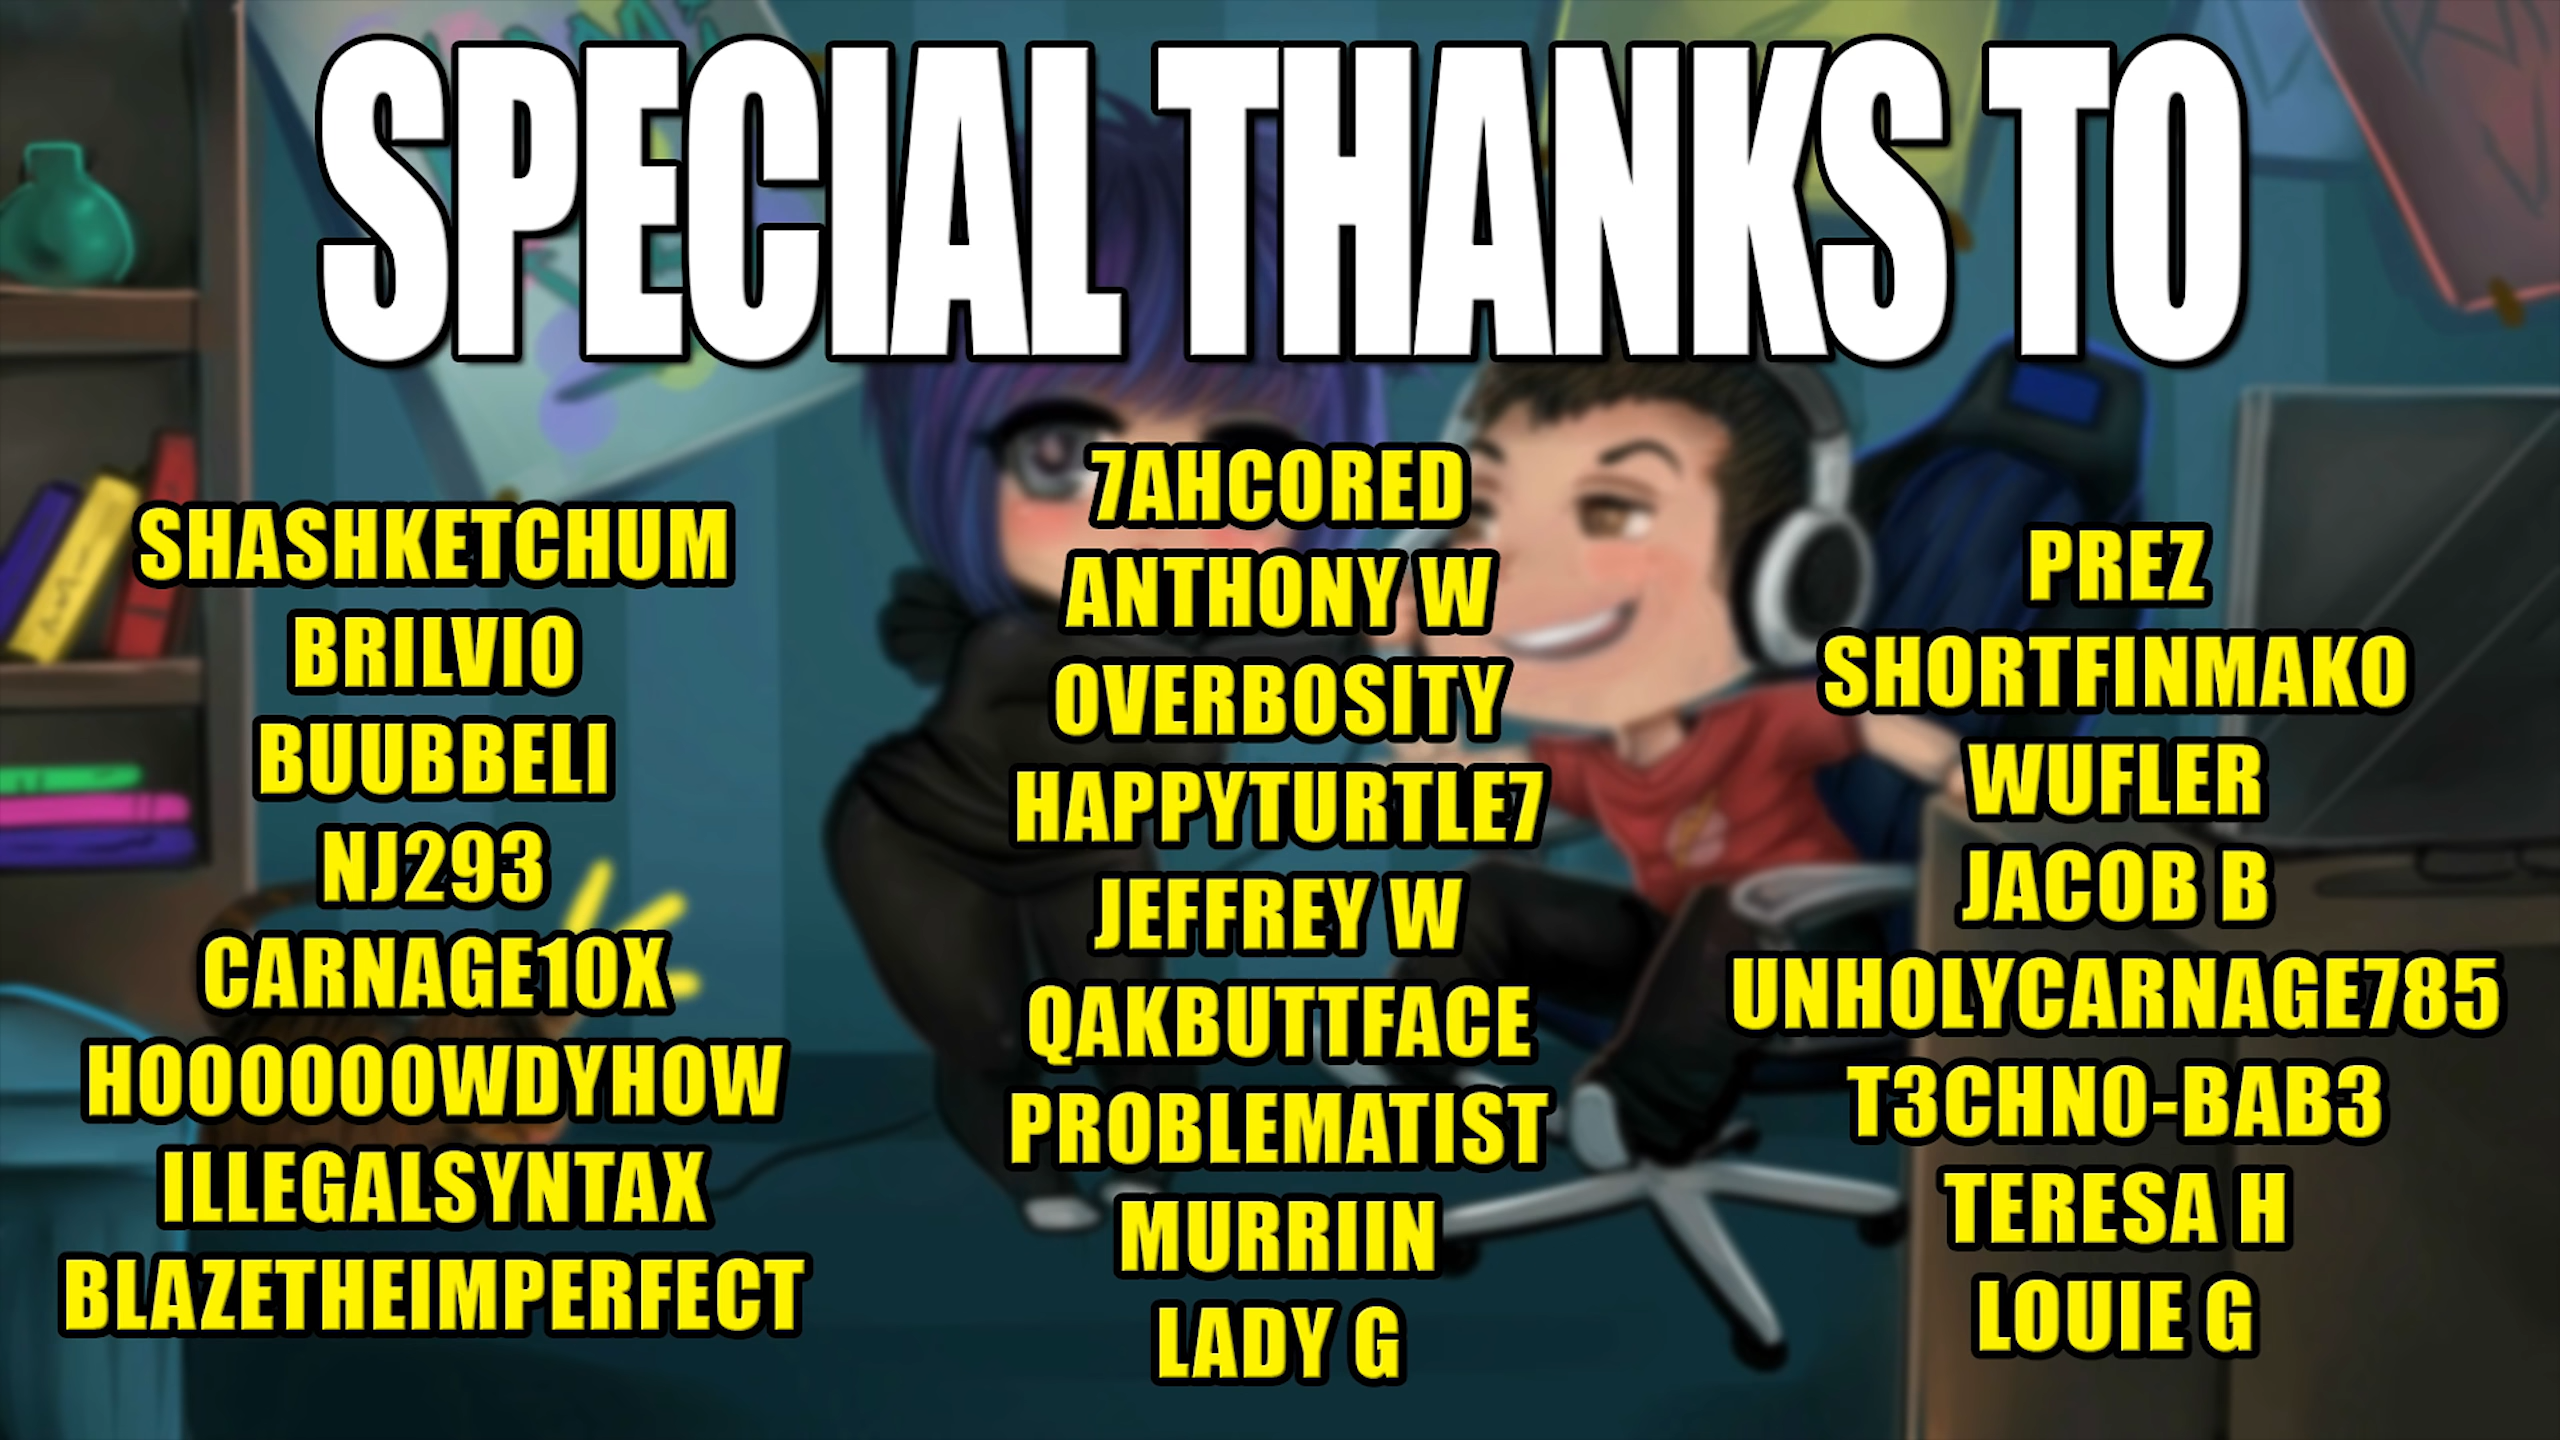 SPECIAL THANKS TO
SHASHKETCHUM
BRILVIO
BUUBBELI
NJ293
CARNAGE10X
HOOOOOOWDYHOW
ILLEGALSYNTAX
BLAZETHEIMPERFECT
7AHCORED
ANTHONY W
OVERBOSITY
HAPPYTURTLE7
JEFFREY W
QAKBUTTFACE
PROBLEMATIST
MURRIIN
LADY G
PREZ
SHORTFINMAKO
WUFLER
JACOB B
UNHOLYCARNAGE785
T3CHNO-BAB3
TERESA H
LOUIE G